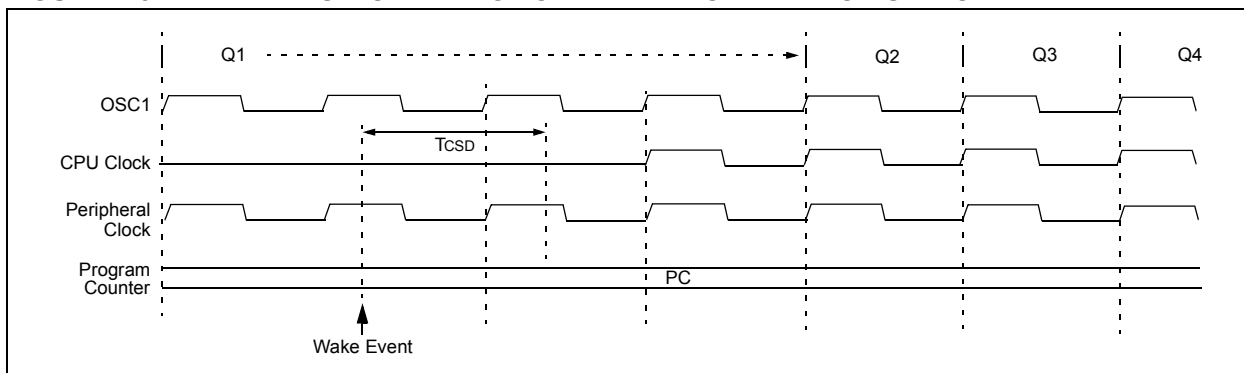 Q1 Q2 Q3 Q4
OSC1
TCSD
CPU Clock
Peripheral
Clock
Program
Counter
PC
Wake Event